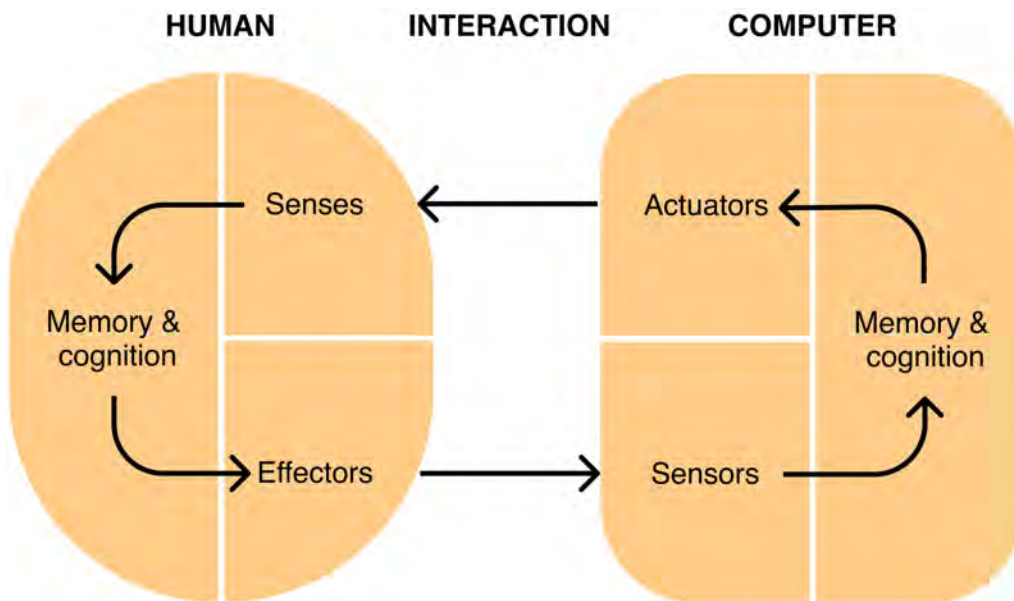 HUMAN INTERACTION COMPUTER
Senses
Actuators
Memory &
cognition
Memory &
cognition
Effectors
Sensors